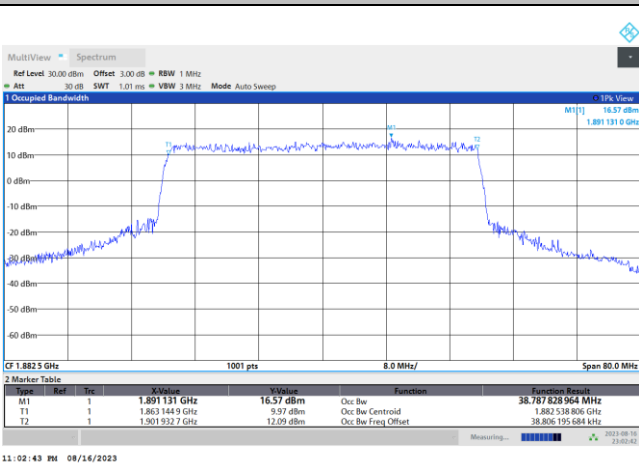 MultiView Spectrum
Ref Level 30.00 dBm Offset 3.00 dB RBW 1 MHz
Att 30 dB SWT 1.01 ms VBW 3 MHz Mode Auto Sweep
1 Occupied Bandwidth 1Pk View
M1[1] 16.57 dBm
1.891 131 0 GHz
M1
T1 T2
20 dBm
10 dBm
0 dBm
-10 dBm
-20 dBm
-30 dBm
-40 dBm
-50 dBm
-60 dBm
CF 1.882 5 GHz 1001 pts 8.0 MHz/ Span 80.0 MHz
2 Marker Table
Type Ref Trc X-Value Y-Value Function Function Result
M1 1 1.891 131 GHz 16.57 dBm Occ Bw 38.787 828 964 MHz
T1 1 1.863 144 9 GHz 9.97 dBm Occ Bw Centroid 1.882 538 806 GHz
T2 1 1.901 932 7 GHz 12.09 dBm Occ Bw Freq Offset 38.806 195 684 kHz
Measuring... 2023-08-16
23:02:42
11:02:43 PM 08/16/2023